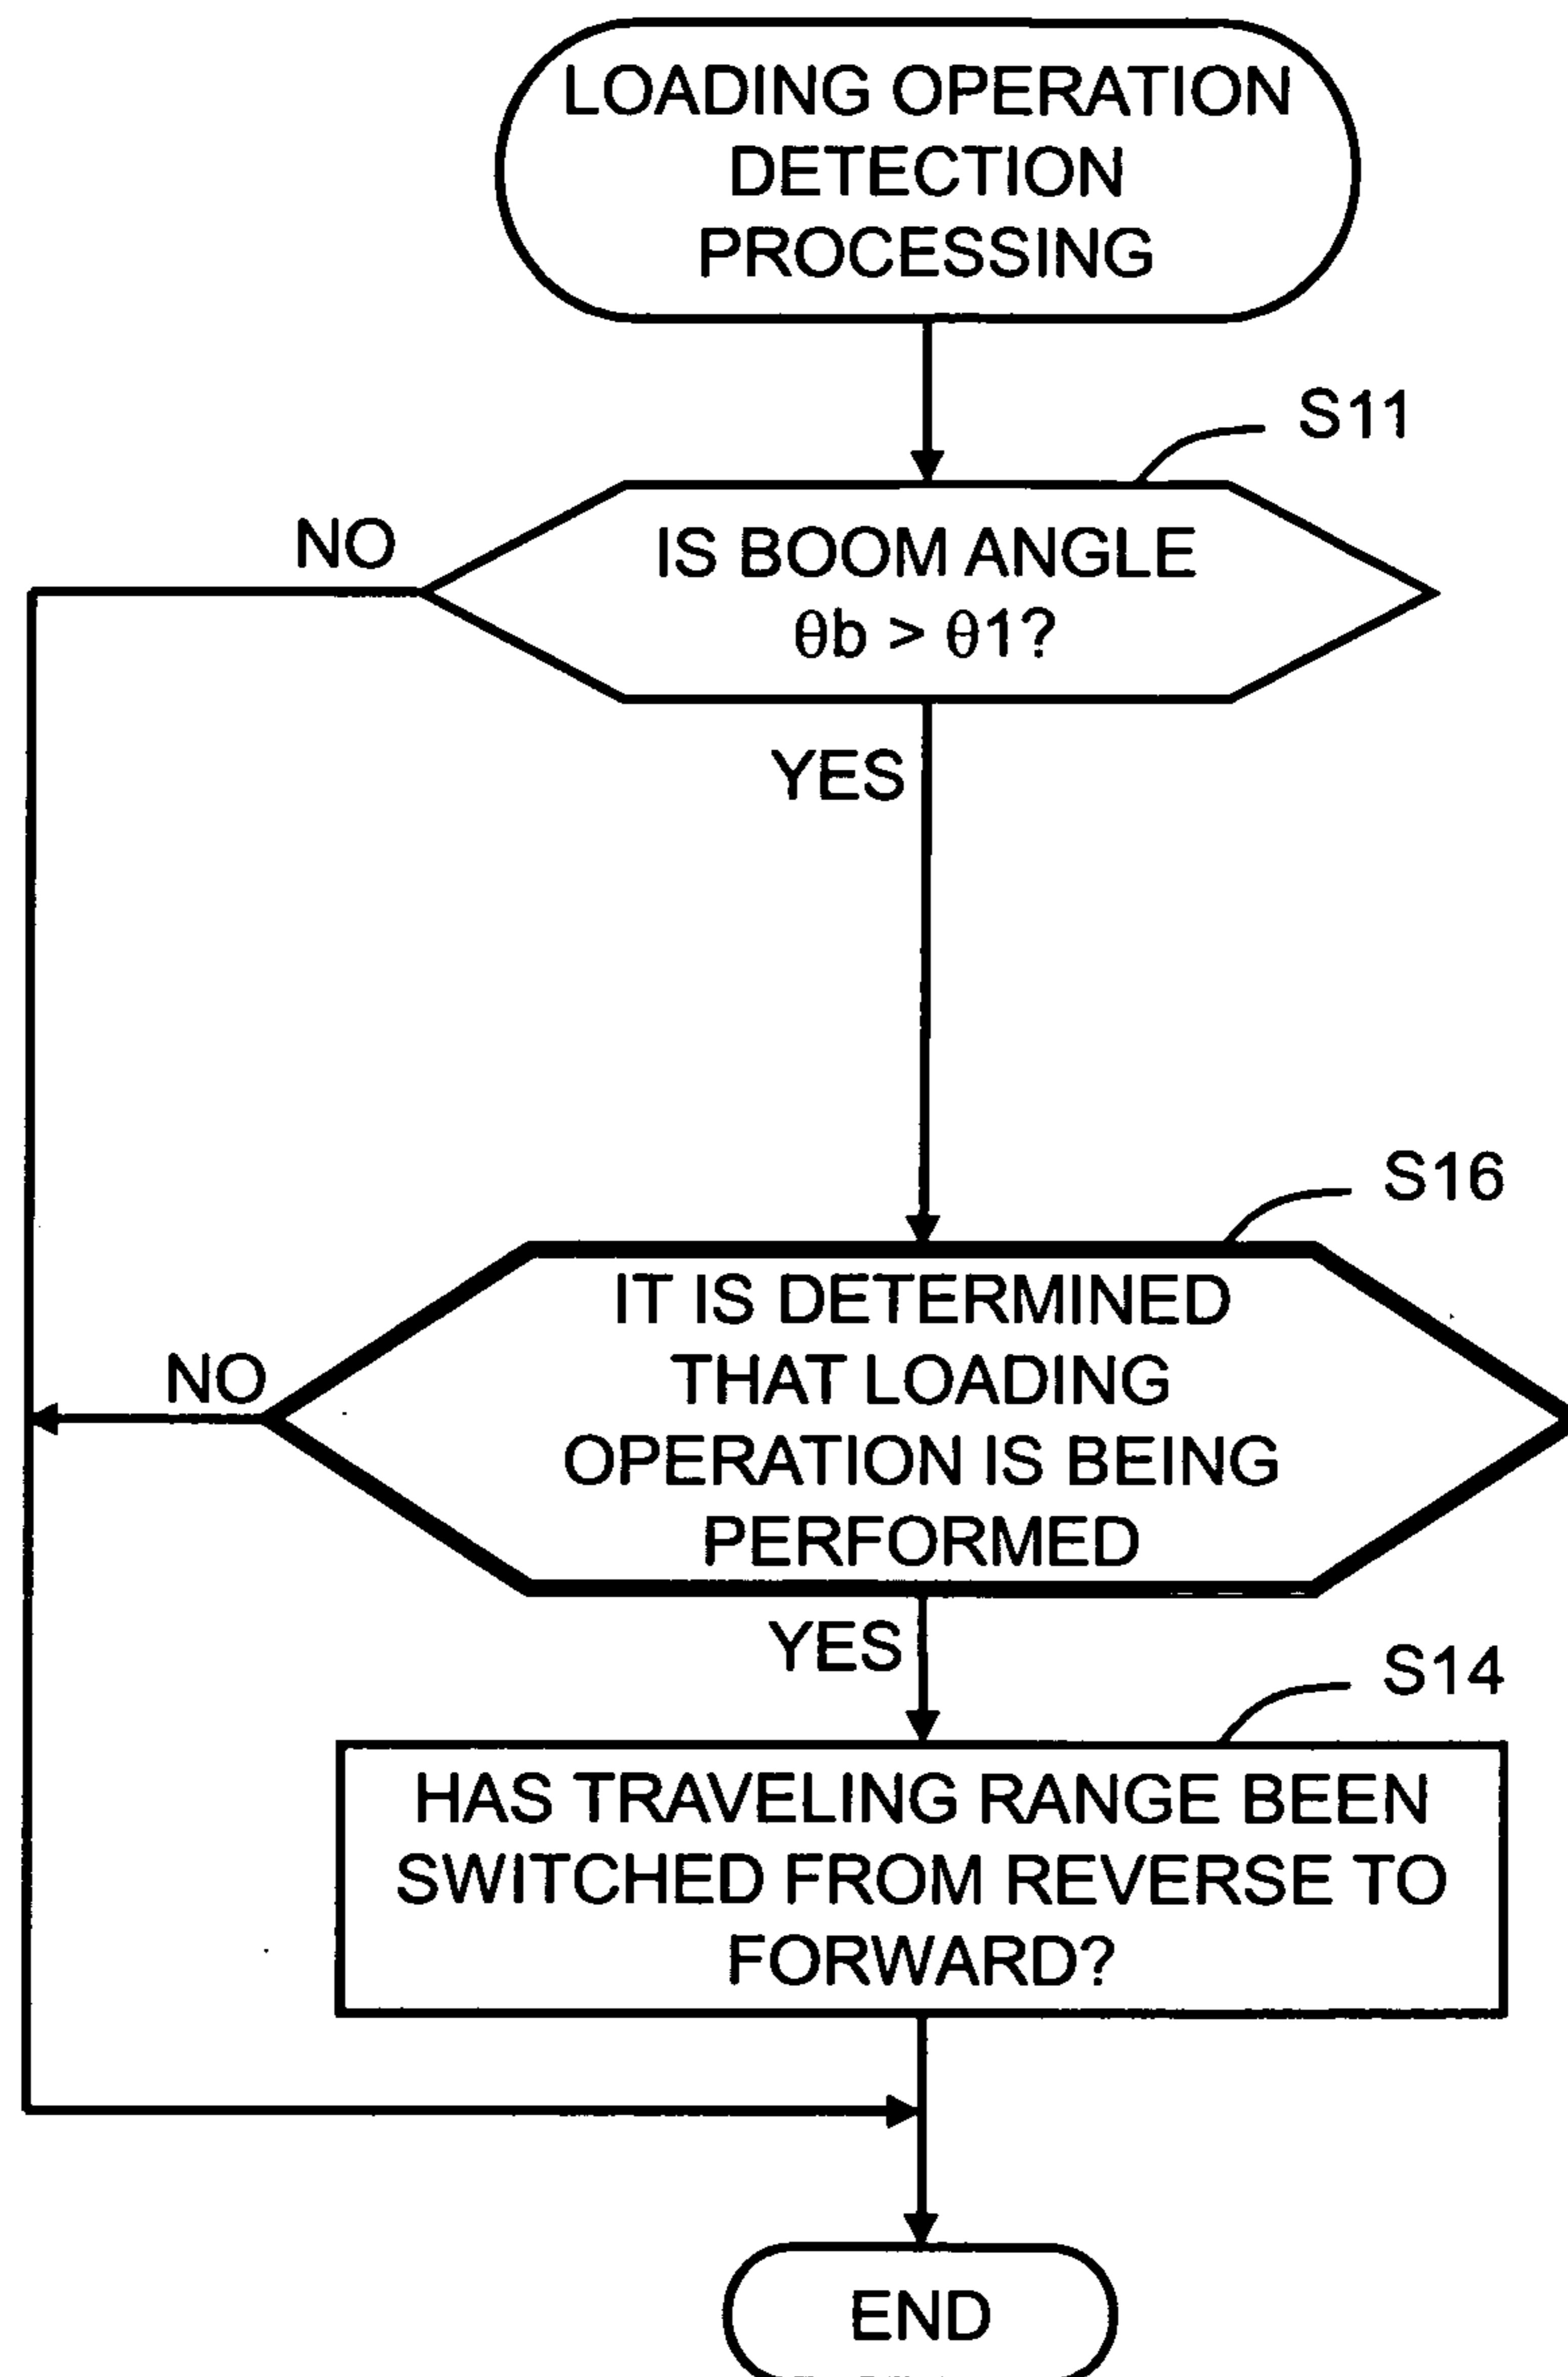 LOADING OPERATION
DETECTION
PROCESSING
S11
NO
IS BOOM ANGLE
θb > θ1?
YES
S16
IT IS DETERMINED
THAT LOADING
OPERATION IS BEING
PERFORMED
NO
YES
S14
HAS TRAVELING RANGE BEEN
SWITCHED FROM REVERSE TO
FORWARD?
END